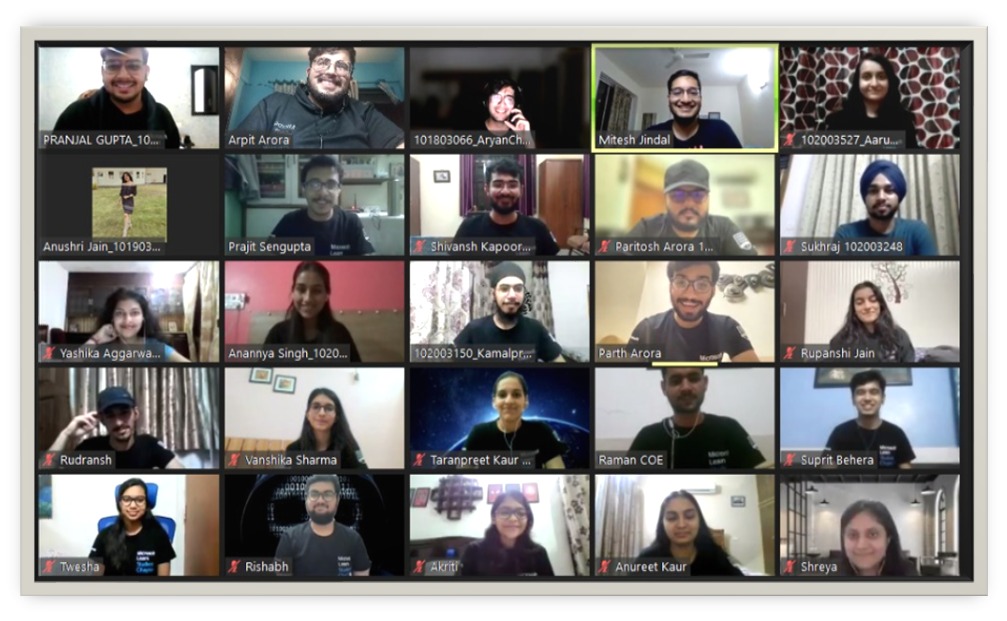 PRANJAL GUPTA_10...
Arpit Arora
101803066_AryanCh...
Mitesh Jindal
102003527_Aaru...
Anushri Jain_101903...
Prajit Sengupta
Shivansh Kapoor...
Paritosh Arora 1...
Sukhraj 102003248
Yashika Aggarwa...
Anannya Singh_1020...
102003150_Kamalpr...
Parth Arora
Rupanshi Jain
Rudransh
Vanshika Sharma
Taranpreet Kaur ...
Raman COE
Suprit Behera
Twesha
Rishabh
Akriti
Anureet Kaur
Shreya